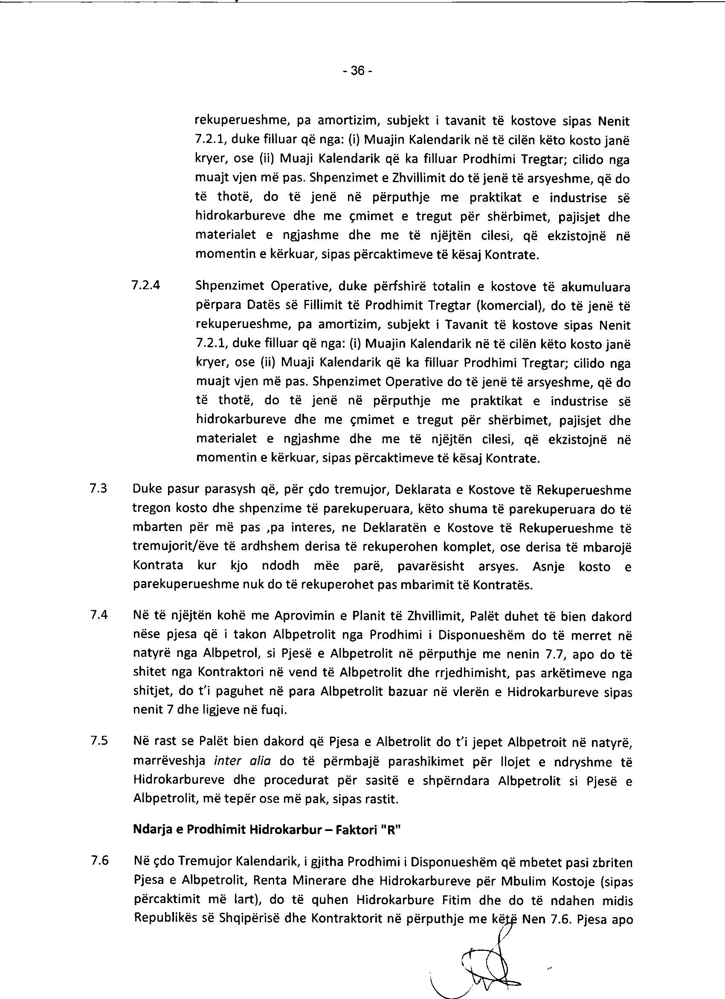 - 36 -
rekuperueshme, pa amortizim, subjekt i tavanit të kostove sipas Nenit
7.2.1, duke filluar që nga: (i) Muajin Kalendarik në të cilën këto kosto janë
kryer, ose (ii) Muaji Kalendarik që ka filluar Prodhimi Tregtar; cilido nga
muajt vjen më pas. Shpenzimet e Zhvillimit do të jenë të arsyeshme, që do
të thotë, do të jenë në përputhje me praktikat e industrise së
hidrokarbureve dhe me çmimet e tregut për shërbimet, pajisjet dhe
materialet e ngjashme dhe me të njëjtën cilesi, që ekzistojnë në
momentin e kërkuar, sipas përcaktimeve të kësaj Kontrate.
7.2.4 Shpenzimet Operative, duke përfshirë totalin e kostove të akumuluara
përpara Datës së Fillimit të Prodhimit Tregtar (komercial), do të jenë të
rekuperueshme, pa amortizim, subjekt i Tavanit të kostove sipas Nenit
7.2.1, duke filluar që nga: (i) Muajin Kalendarik në të cilën këto kosto janë
kryer, ose (ii) Muaji Kalendarik që ka filluar Prodhimi Tregtar; cilido nga
muajt vjen më pas. Shpenzimet Operative do të jenë të arsyeshme, që do
të thotë, do të jenë në përputhje me praktikat e industrise së
hidrokarbureve dhe me çmimet e tregut për shërbimet, pajisjet dhe
materialet e ngjashme dhe me të njëjtën cilesi, që ekzistojnë në
momentin e kërkuar, sipas përcaktimeve të kësaj Kontrate.
7.3 Duke pasur parasysh që, për çdo tremujor, Deklarata e Kostove të Rekuperueshme
tregon kosto dhe shpenzime të parekuperuara, këto shuma të parekuperuara do të
mbarten për më pas ,pa interes, ne Deklaratën e Kostove të Rekuperueshme të
tremujorit/ëve të ardhshem derisa të rekuperohen komplet, ose derisa të mbarojë
Kontrata kur kjo ndodh mëe parë, pavarësisht arsyes. Asnje kosto e
parekuperueshme nuk do të rekuperohet pas mbarimit të Kontratës.
7.4 Në të njëjtën kohë me Aprovimin e Planit të Zhvillimit, Palët duhet të bien dakord
nëse pjesa që i takon Albpetrolit nga Prodhimi i Disponueshëm do të merret në
natyrë nga Albpetrol, si Pjesë e Albpetrolit në përputhje me nenin 7.7, apo do të
shitet nga Kontraktori në vend të Albpetrolit dhe rrjedhimisht, pas arkëtimeve nga
shitjet, do t'i paguhet në para Albpetrolit bazuar në vlerën e Hidrokarbureve sipas
nenit 7 dhe ligjeve në fuqi.
7.5 Në rast se Palët bien dakord që Pjesa e Albetrolit do t'i jepet Albpetroit në natyrë,
marrëveshja inter alia do të përmbajë parashikimet për llojet e ndryshme të
Hidrokarbureve dhe procedurat për sasitë e shpërndara Albpetrolit si Pjesë e
Albpetrolit, më tepër ose më pak, sipas rastit.
Ndarja e Prodhimit Hidrokarbur – Faktori "R"
7.6 Në çdo Tremujor Kalendarik, i gjitha Prodhimi i Disponueshëm që mbetet pasi zbriten
Pjesa e Albpetrolit, Renta Minerare dhe Hidrokarbureve për Mbulim Kostoje (sipas
përcaktimit më lart), do të quhen Hidrokarbure Fitim dhe do të ndahen midis
Republikës së Shqipërisë dhe Kontraktorit në përputhje me këtë Nen 7.6. Pjesa apo